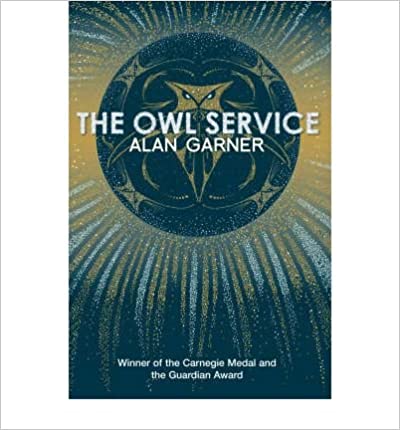 THE OWL SERVICE
ALAN GARNER
Winner of the Carnegie Medal and
the Guardian Award